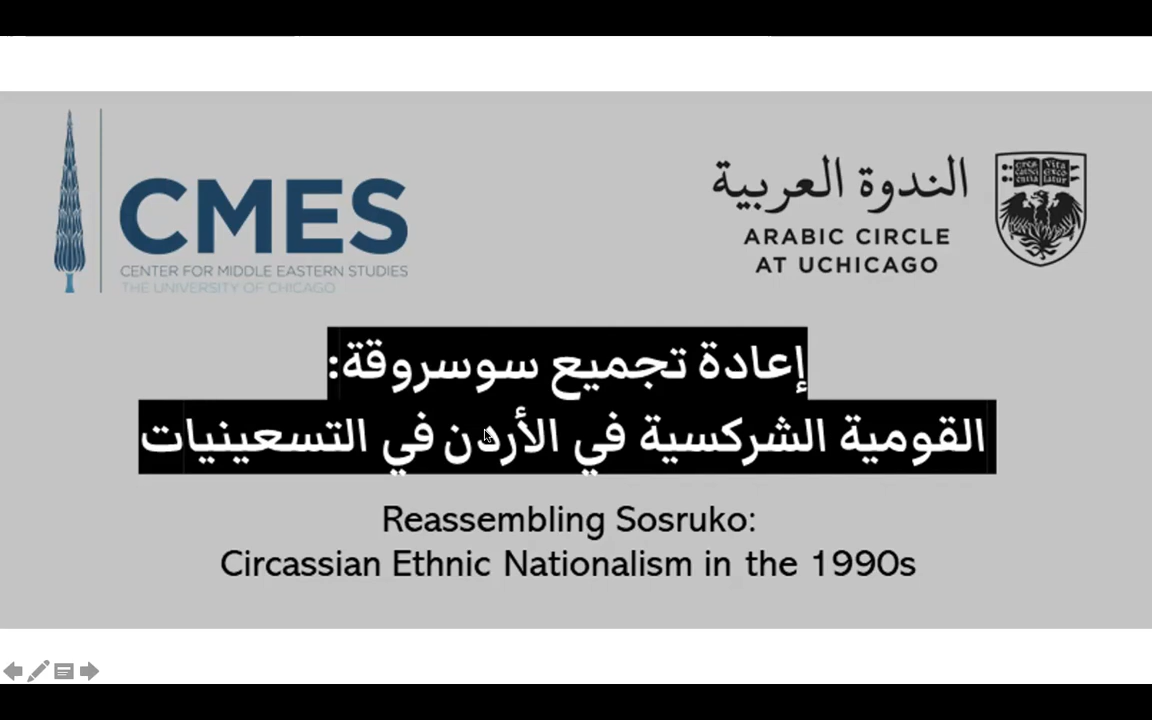 CMES
CENTER FOR MIDDLE EASTERN STUDIES
THE UNIVERSITY OF CHICAGO
الندوة العربية
ARABIC CIRCLE
AT UCHICAGO
إعادة تجميع سوسروقة:
القومية الشركسية في الأردن في التسعينيات
Reassembling Sosruko:
Circassian Ethnic Nationalism in the 1990s